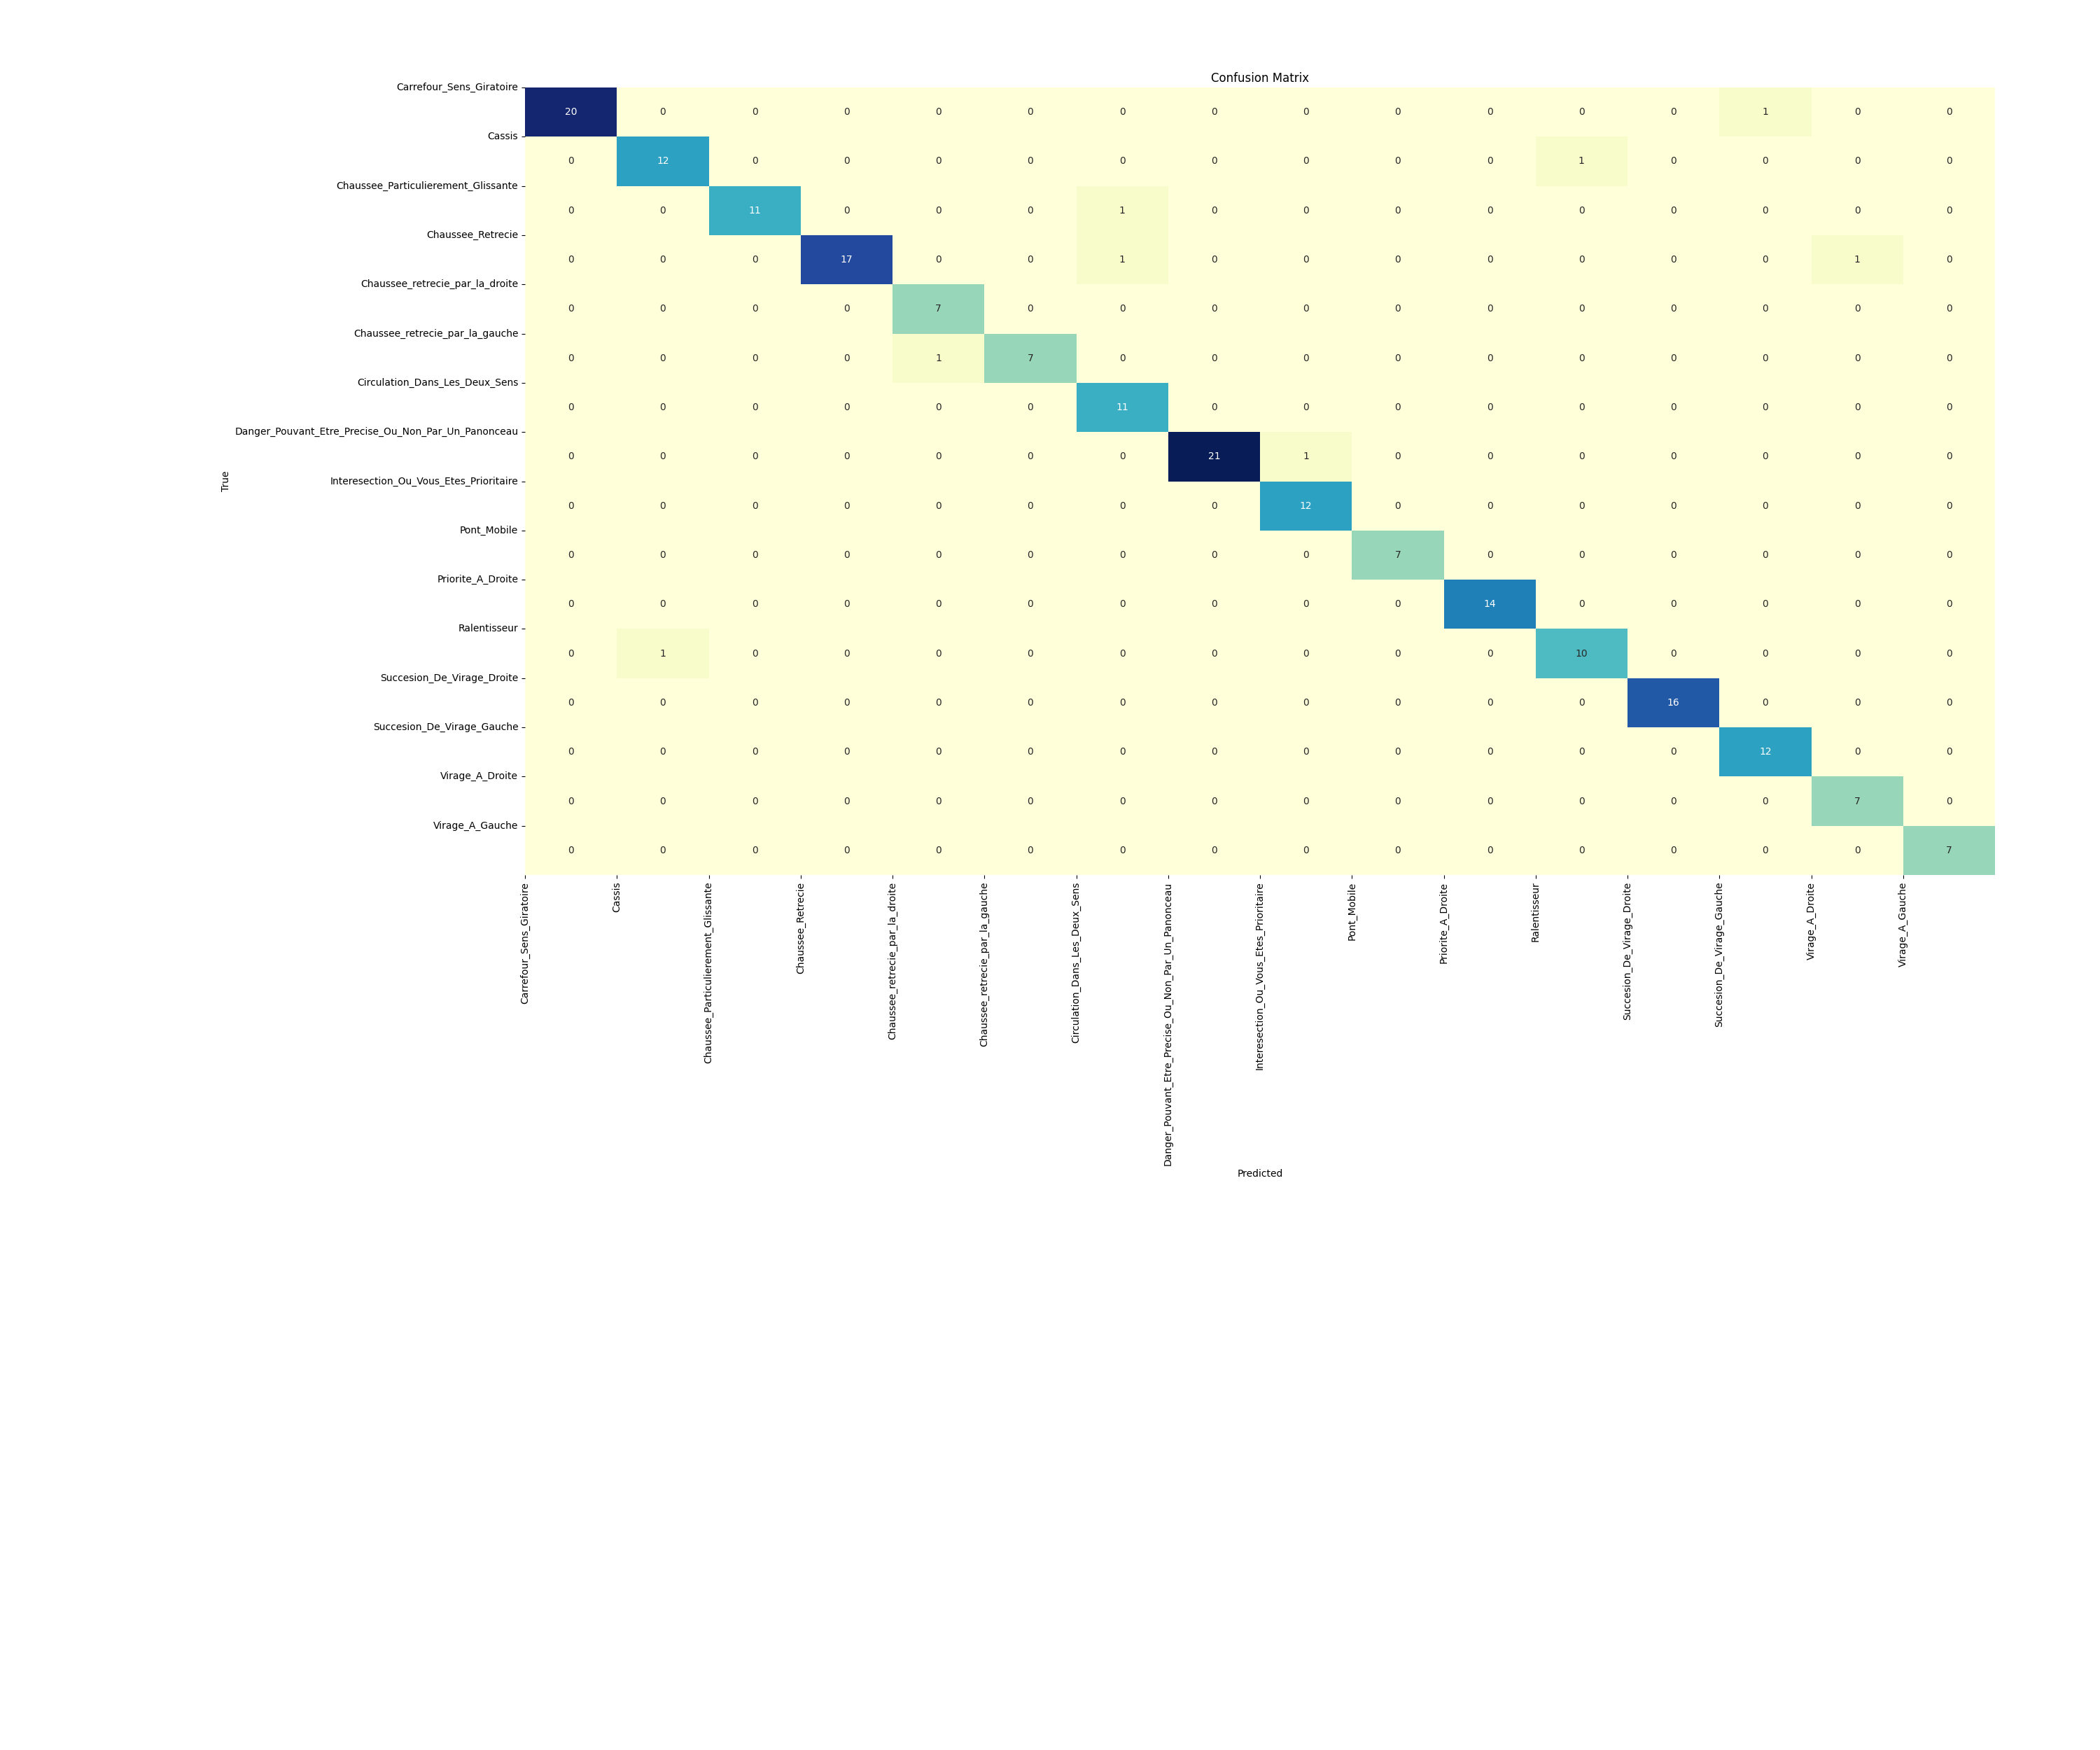 Confusion Matrix
Carrefour_Sens_Giratoire
20 0 0 0 0 0 0 0 0 0 0 0 0 1 0 0
Cassis
0 12 0 0 0 0 0 0 0 0 0 1 0 0 0 0
Chaussee_Particulierement_Glissante
0 0 11 0 0 0 1 0 0 0 0 0 0 0 0 0
Chaussee_Retrecie
0 0 0 17 0 0 1 0 0 0 0 0 0 0 1 0
Chaussee_retrecie_par_la_droite
0 0 0 0 7 0 0 0 0 0 0 0 0 0 0 0
Chaussee_retrecie_par_la_gauche
0 0 0 0 1 7 0 0 0 0 0 0 0 0 0 0
Circulation_Dans_Les_Deux_Sens
0 0 0 0 0 0 11 0 0 0 0 0 0 0 0 0
Danger_Pouvant_Etre_Precise_Ou_Non_Par_Un_Panonceau
0 0 0 0 0 0 0 21 1 0 0 0 0 0 0 0
True
Interesection_Ou_Vous_Etes_Prioritaire
0 0 0 0 0 0 0 0 12 0 0 0 0 0 0 0
Pont_Mobile
0 0 0 0 0 0 0 0 0 7 0 0 0 0 0 0
Priorite_A_Droite
0 0 0 0 0 0 0 0 0 0 14 0 0 0 0 0
Ralentisseur
0 1 0 0 0 0 0 0 0 0 0 10 0 0 0 0
Succesion_De_Virage_Droite
0 0 0 0 0 0 0 0 0 0 0 0 16 0 0 0
Succesion_De_Virage_Gauche
0 0 0 0 0 0 0 0 0 0 0 0 0 12 0 0
Virage_A_Droite
0 0 0 0 0 0 0 0 0 0 0 0 0 0 7 0
Virage_A_Gauche
0 0 0 0 0 0 0 0 0 0 0 0 0 0 0 7
Carrefour_Sens_Giratoire
Cassis
Chaussee_Particulierement_Glissante
Chaussee_Retrecie
Chaussee_retrecie_par_la_droite
Chaussee_retrecie_par_la_gauche
Circulation_Dans_Les_Deux_Sens
Danger_Pouvant_Etre_Precise_Ou_Non_Par_Un_Panonceau
Interesection_Ou_Vous_Etes_Prioritaire
Pont_Mobile
Priorite_A_Droite
Ralentisseur
Succesion_De_Virage_Droite
Succesion_De_Virage_Gauche
Virage_A_Droite
Virage_A_Gauche
Predicted